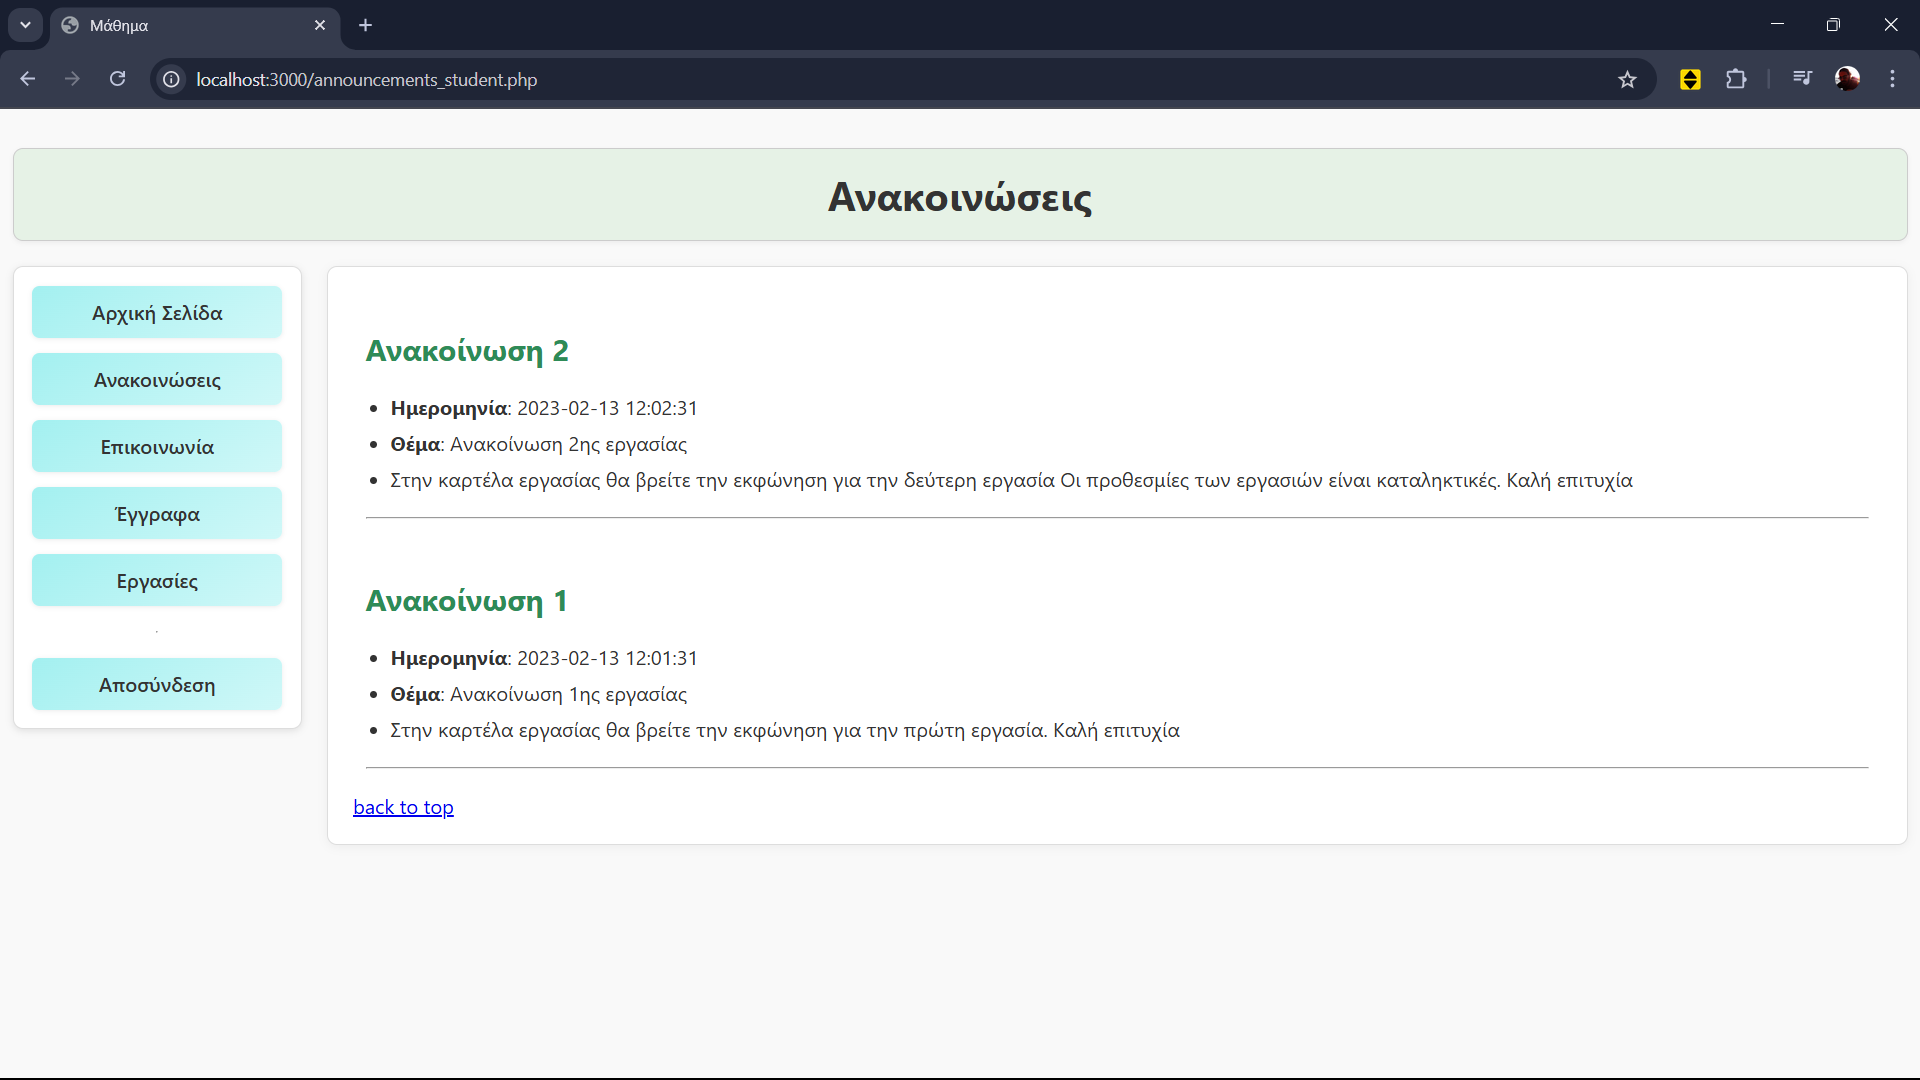 Μάθημα
localhost:3000/announcements_student.php
Ανακοινώσεις
Αρχική Σελίδα
Ανακοινώσεις
Επικοινωνία
Έγγραφα
Εργασίες
.
Αποσύνδεση
Ανακοίνωση 2
Ημερομηνία: 2023-02-13 12:02:31
Θέμα: Ανακοίνωση 2ης εργασίας
Στην καρτέλα εργασίας θα βρείτε την εκφώνηση για την δεύτερη εργασία Οι προθεσμίες των εργασιών είναι καταληκτικές. Καλή επιτυχία
Ανακοίνωση 1
Ημερομηνία: 2023-02-13 12:01:31
Θέμα: Ανακοίνωση 1ης εργασίας
Στην καρτέλα εργασίας θα βρείτε την εκφώνηση για την πρώτη εργασία. Καλή επιτυχία
back to top